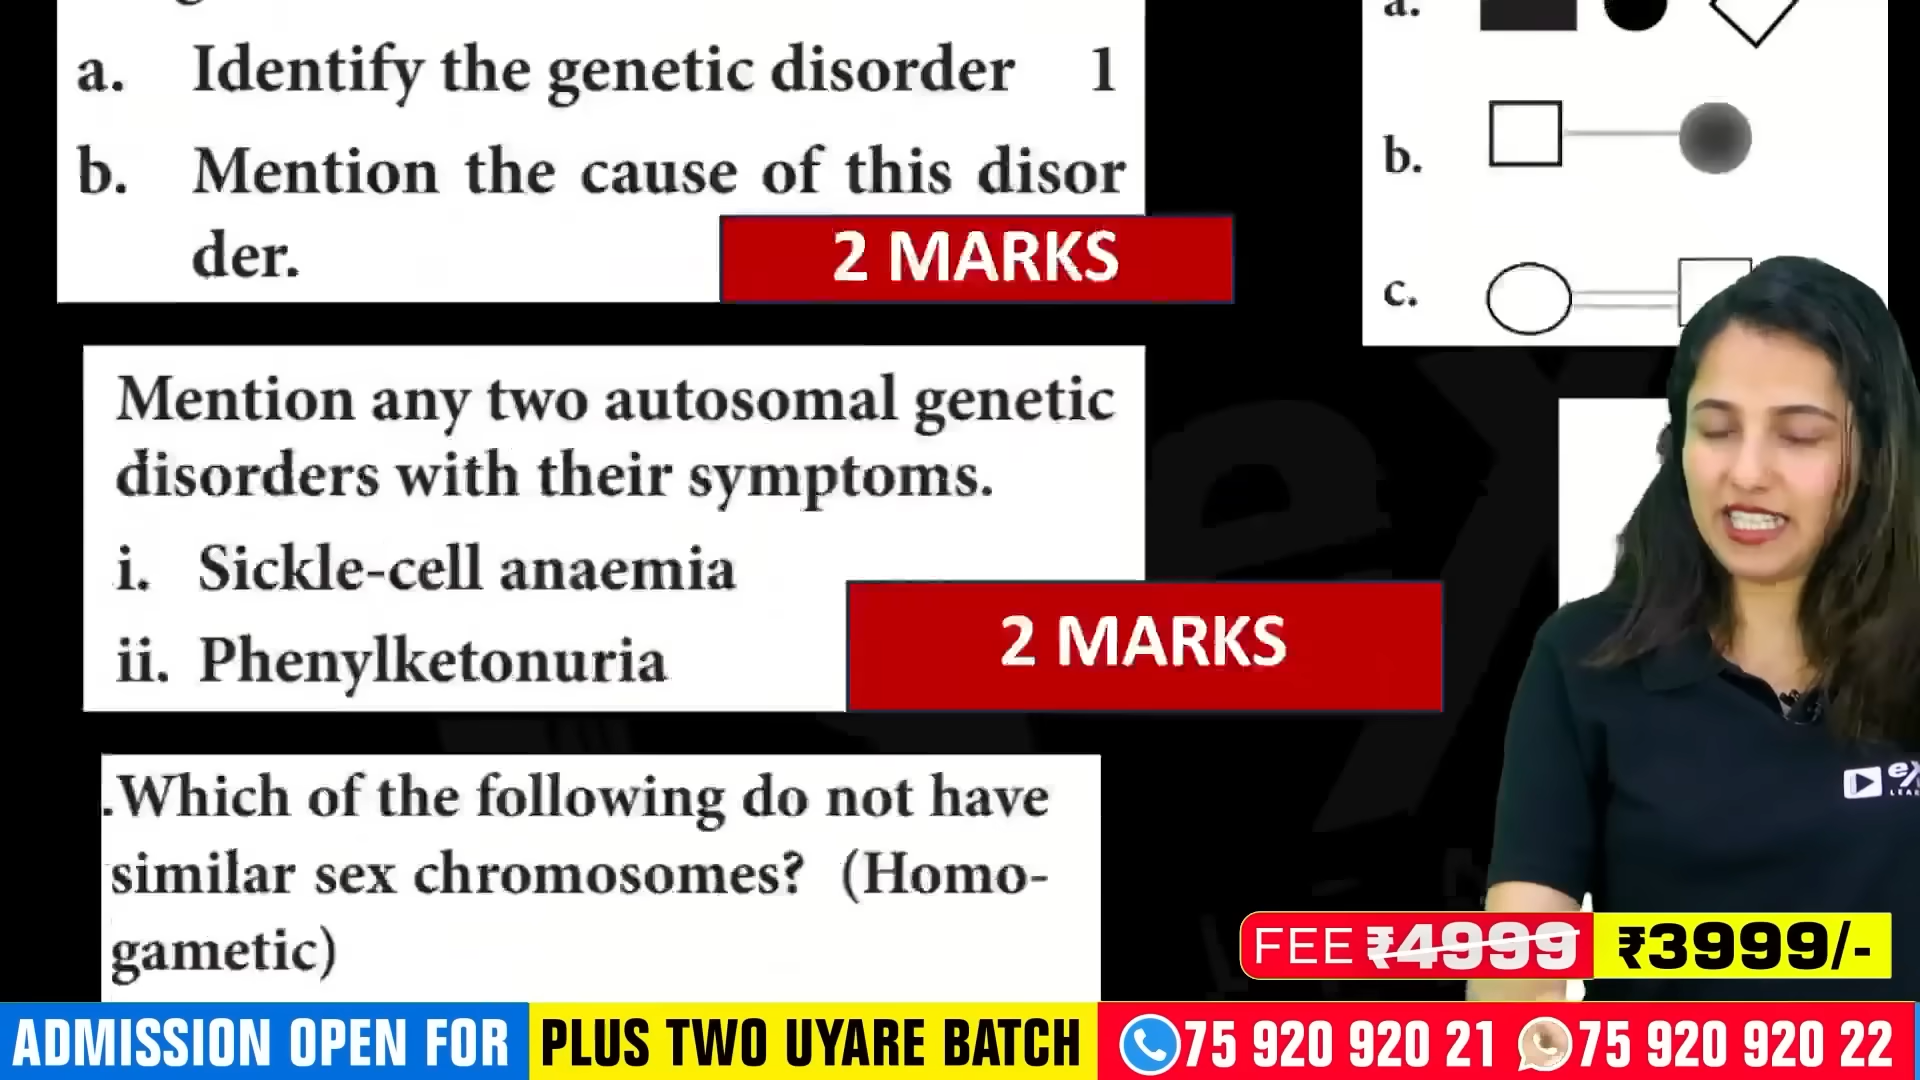 a. Identify the genetic disorder 1
b. Mention the cause of this disor
der.
2 MARKS
a.
b.
c.
Mention any two autosomal genetic
disorders with their symptoms.
i. Sickle-cell anaemia
ii. Phenylketonuria
2 MARKS
.Which of the following do not have
similar sex chromosomes? (Homo-
gametic)
FEE ₹4999 ₹3999/-
ADMISSION OPEN FOR PLUS TWO UYARE BATCH 75 920 920 21 75 920 920 22